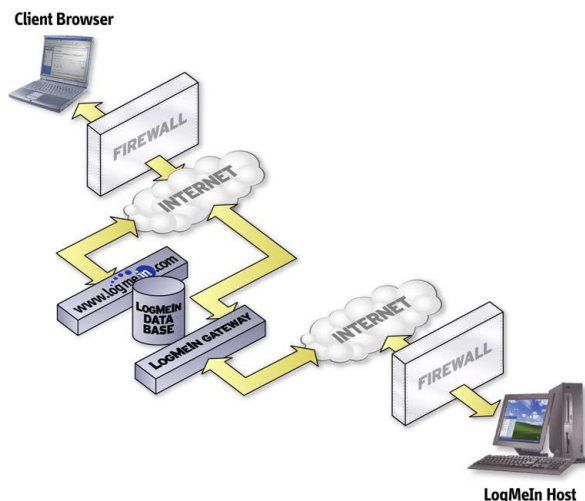 Client Browser
FIREWALL
INTERNET
www.logmein.com
LOGMEIN
DATA
BASE
LOGMEIN GATEWAY
INTERNET
FIREWALL
LogMeIn Host